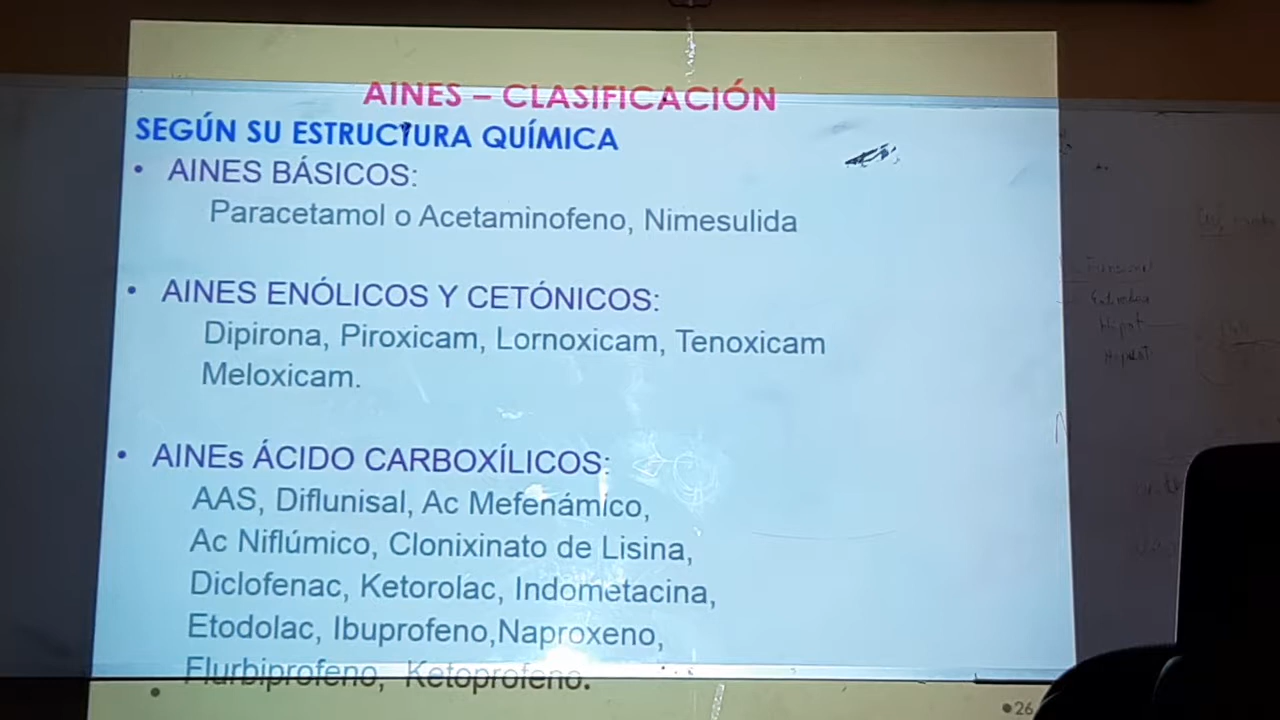 AINES – CLASIFICACIÓN
SEGÚN SU ESTRUCTURA QUÍMICA
• AINES BÁSICOS:
Paracetamol o Acetaminofeno, Nimesulida
• AINES ENÓLICOS Y CETÓNICOS:
Dipirona, Piroxicam, Lornoxicam, Tenoxicam
Meloxicam.
• AINEs ÁCIDO CARBOXÍLICOS:
AAS, Diflunisal, Ac Mefenámico,
Ac Niflúmico, Clonixinato de Lisina,
Diclofenac, Ketorolac, Indometacina,
Etodolac, Ibuprofeno,Naproxeno,
Flurbiprofeno, Ketoprofeno.
•
•26